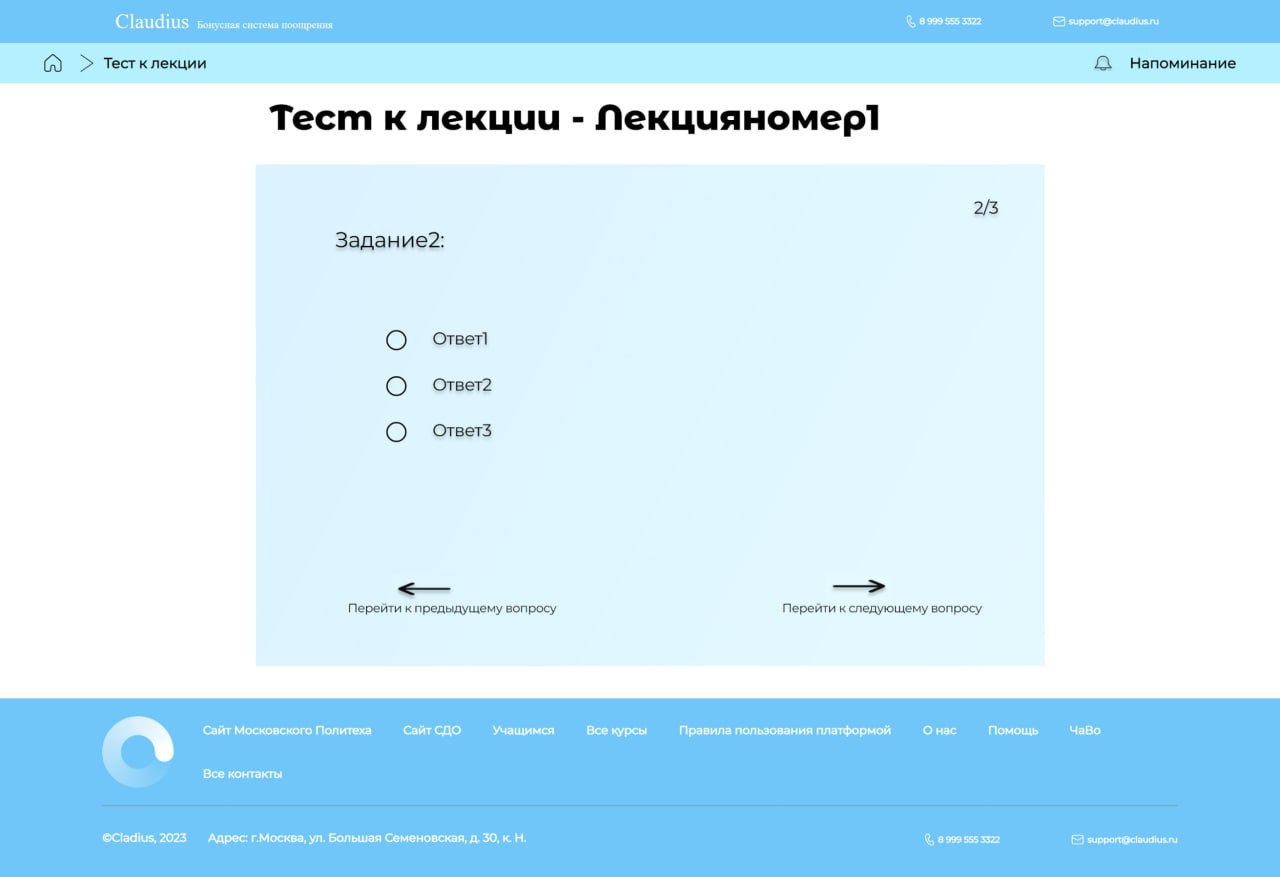 Claudius Бонусная система поощрения 8 999 555 3322 support@claudius.ru
Тест к лекции Напоминание
Тест к лекции - Лекцияномер1
2/3
Задание2:
Ответ1
Ответ2
Ответ3
Перейти к предыдущему вопросу Перейти к следующему вопросу
Сайт Московского Политеха Сайт СДО Учащимся Все курсы Правила пользования платформой О нас Помощь ЧаВо
Все контакты
©Cladius, 2023 Адрес: г.Москва, ул. Большая Семеновская, д. 30, к. Н. 8 999 555 3322 support@claudius.ru